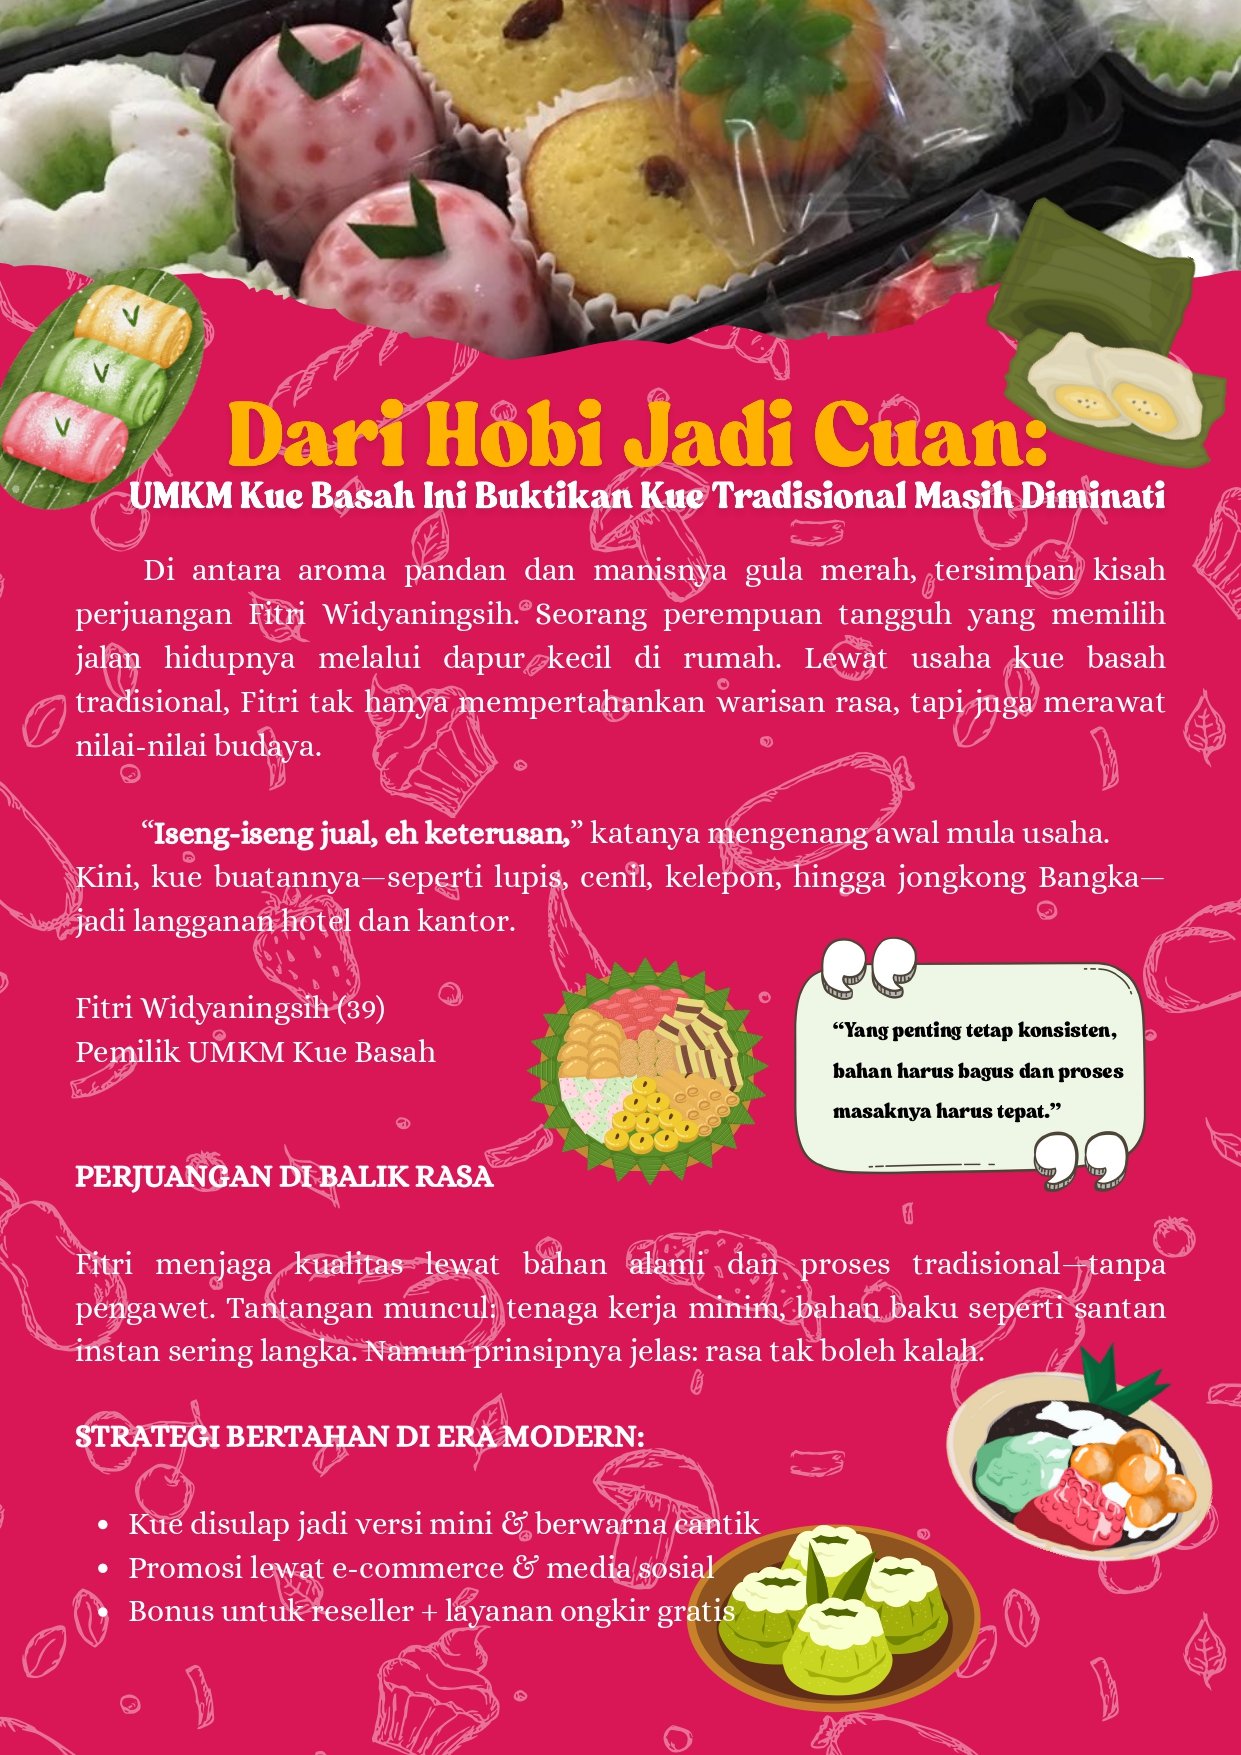 Dari Hobi Jadi Cuan:
UMKM Kue Basah Ini Buktikan Kue Tradisional Masih Diminati
Di antara aroma pandan dan manisnya gula merah, tersimpan kisah
perjuangan Fitri Widyaningsih. Seorang perempuan tangguh yang memilih
jalan hidupnya melalui dapur kecil di rumah. Lewat usaha kue basah
tradisional, Fitri tak hanya mempertahankan warisan rasa, tapi juga merawat
nilai-nilai budaya.
“Iseng-iseng jual, eh keterusan,” katanya mengenang awal mula usaha.
Kini, kue buatannya—seperti lupis, cenil, kelepon, hingga jongkong Bangka—
jadi langganan hotel dan kantor.
Fitri Widyaningsih (39)
Pemilik UMKM Kue Basah
“Yang penting tetap konsisten,
bahan harus bagus dan proses
masaknya harus tepat.”
PERJUANGAN DI BALIK RASA
Fitri menjaga kualitas lewat bahan alami dan proses tradisional—tanpa
pengawet. Tantangan muncul: tenaga kerja minim, bahan baku seperti santan
instan sering langka. Namun prinsipnya jelas: rasa tak boleh kalah.
STRATEGI BERTAHAN DI ERA MODERN:
• Kue disulap jadi versi mini & berwarna cantik
• Promosi lewat e-commerce & media sosial
• Bonus untuk reseller + layanan ongkir gratis